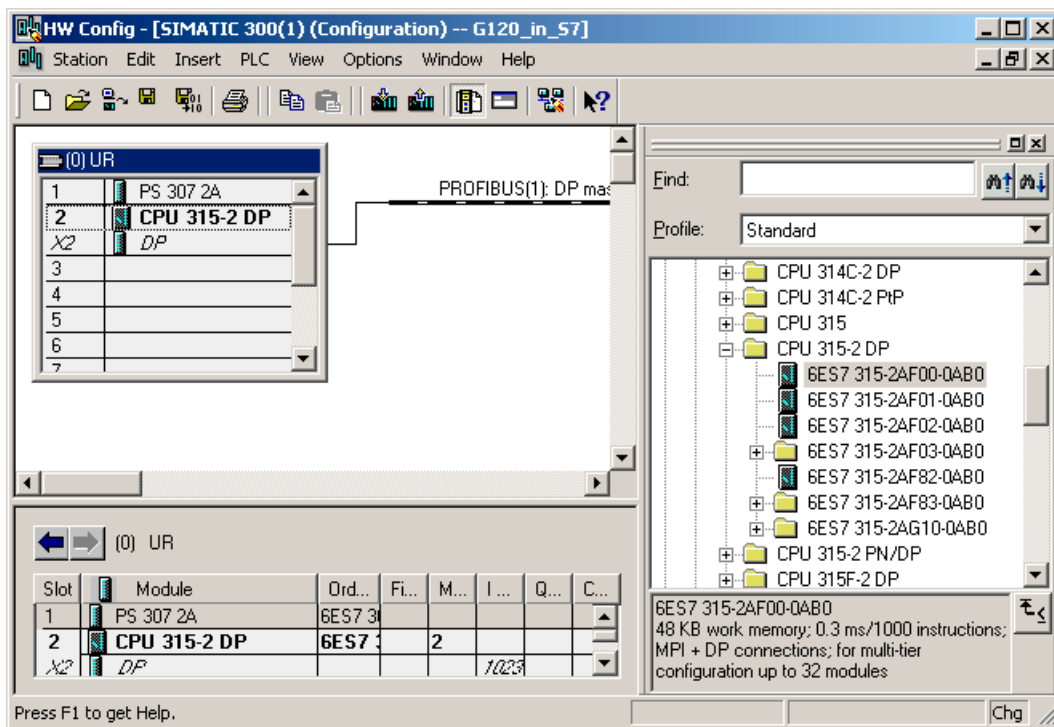 HW Config - [SIMATIC 300(1) (Configuration) -- G120_in_S7]
Station Edit Insert PLC View Options Window Help
(0) UR
1 PS 307 2A
2 CPU 315-2 DP
X2 DP
3
4
5
6
7
PROFIBUS(1): DP mas
Find:
Profile: Standard
CPU 314C-2 DP
CPU 314C-2 PtP
CPU 315
CPU 315-2 DP
6ES7 315-2AF00-0AB0
6ES7 315-2AF01-0AB0
6ES7 315-2AF02-0AB0
6ES7 315-2AF03-0AB0
6ES7 315-2AF82-0AB0
6ES7 315-2AF83-0AB0
6ES7 315-2AG10-0AB0
CPU 315-2 PN/DP
CPU 315F-2 DP
(0) UR
Slot Module Ord... Fi... M... I ... Q... C...
1 PS 307 2A 6ES7 3
2 CPU 315-2 DP 6ES7 2
X2 DP 1023
6ES7 315-2AF00-0AB0
48 KB work memory; 0.3 ms/1000 instructions;
MPI + DP connections; for multi-tier
configuration up to 32 modules
Press F1 to get Help.
Chg